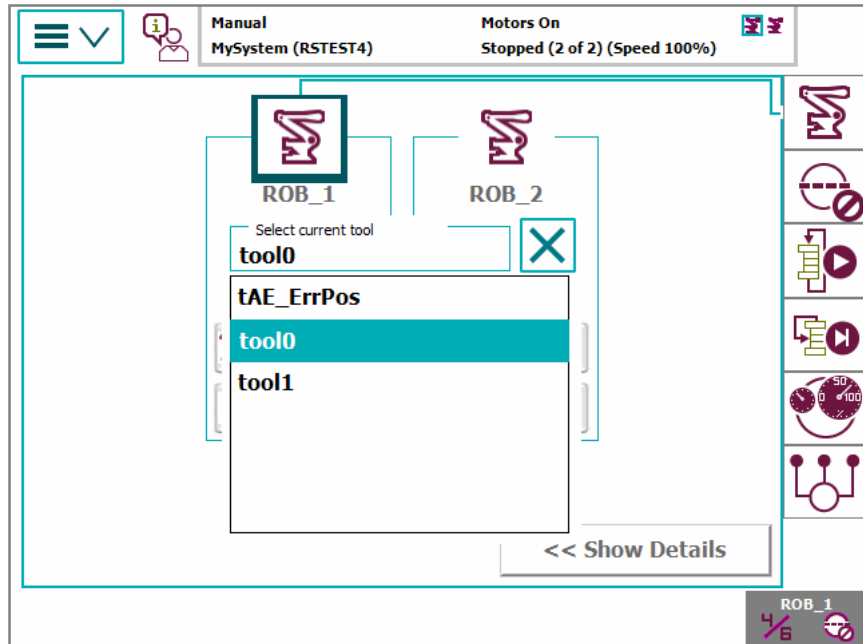 Manual
MySystem (RSTEST4)
Motors On
Stopped (2 of 2) (Speed 100%)
ROB_1
ROB_2
Select current tool
tool0
tAE_ErrPos
tool0
tool1
<< Show Details
50
0
100
%
ROB_1
4/6